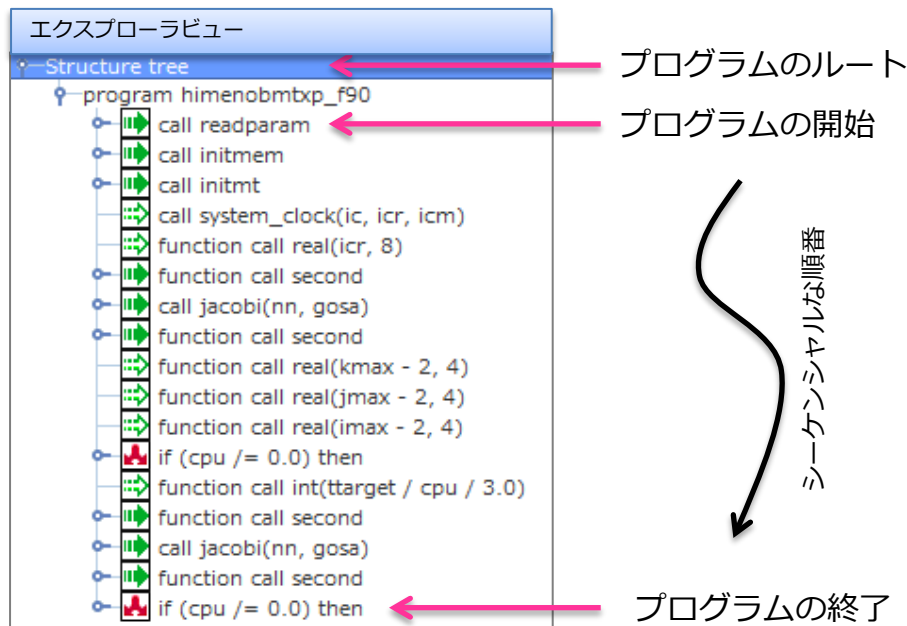 エクスプローラビュー
Structure tree
プログラムのルート
program himenobmtxp_f90
call readparam
プログラムの開始
call initmem
call initmt
call system_clock(ic, icr, icm)
function call real(icr, 8)
function call second
call jacobi(nn, gosa)
function call second
function call real(kmax - 2, 4)
function call real(jmax - 2, 4)
function call real(imax - 2, 4)
if (cpu /= 0.0) then
function call int(ttarget / cpu / 3.0)
function call second
call jacobi(nn, gosa)
function call second
if (cpu /= 0.0) then
シーケンシャルな順番
プログラムの終了